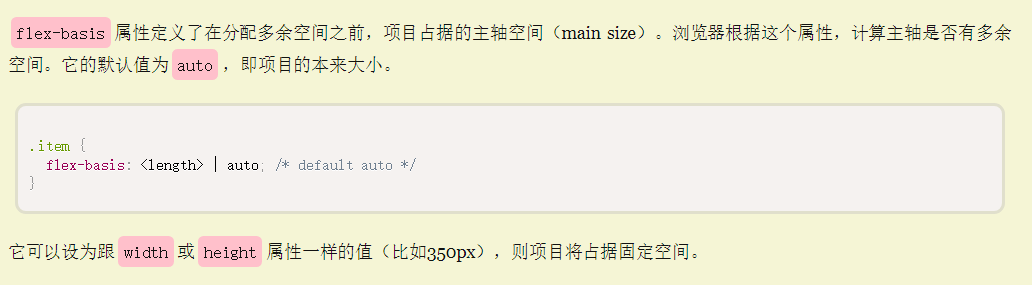 flex-basis 属性定义了在分配多余空间之前，项目占据的主轴空间（main size）。浏览器根据这个属性，计算主轴是否有多余
空间。它的默认值为 auto ，即项目的本来大小。
.item {
  flex-basis: <length> | auto; /* default auto */
}
它可以设为跟 width 或 height 属性一样的值（比如350px），则项目将占据固定空间。